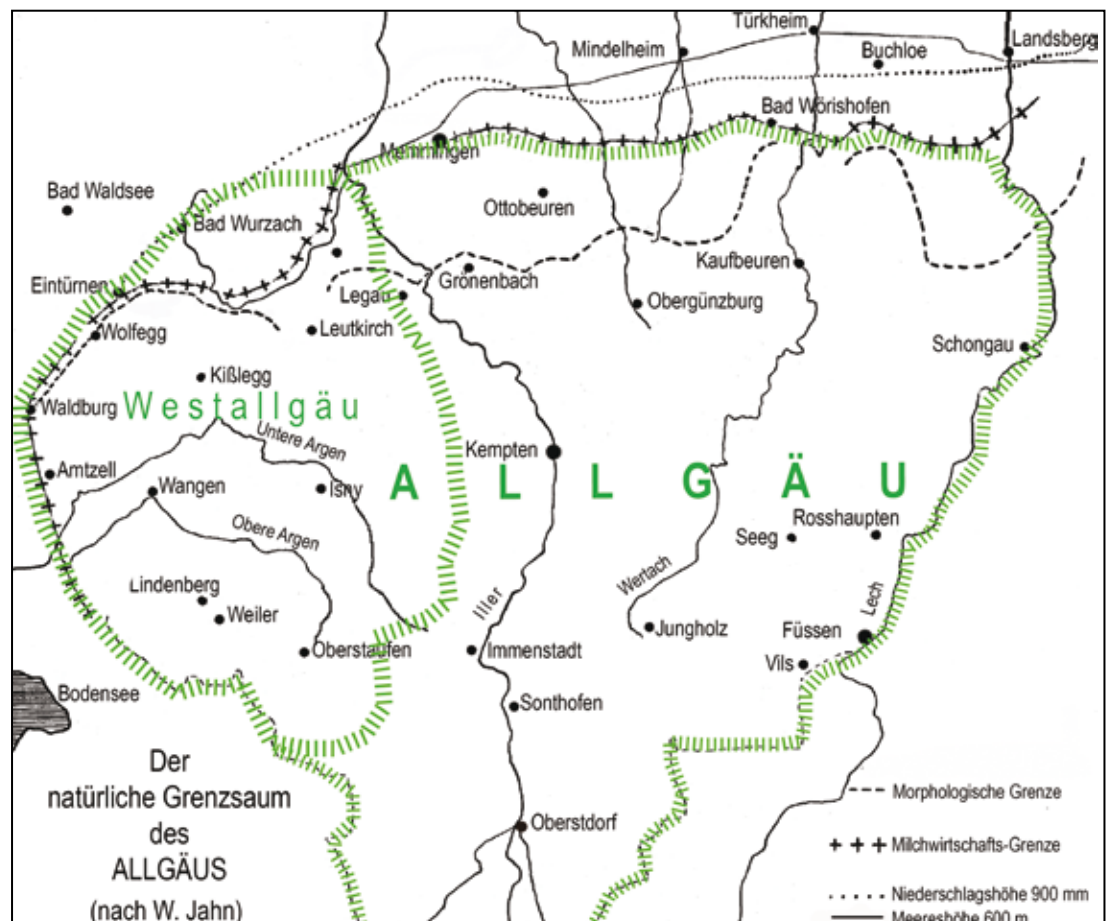 Türkheim
Mindelheim
Landsberg
Buchloe
Bad Wörishofen
Memmingen
Bad Waldsee
Ottobeuren
Bad Wurzach
Kaufbeuren
Grönenbach
Eintürnen
Legau
Obergünzburg
Wolfegg
Leutkirch
Schongau
Kißlegg
Waldburg
Westallgäu
Untere Argen
Kempten
Amtzell
ALLGÄU
Wangen
Isny
Rosshaupten
Obere Argen
Seeg
Wertach
Lindenberg
Iller
Lech
Weiler
Jungholz
Füssen
Oberstaufen
Immenstadt
Vils
Bodensee
Sonthofen
Der
natürliche Grenzsaum
des
ALLGÄUS
(nach W. Jahn)
Oberstdorf
Morphologische Grenze
Milchwirtschafts-Grenze
Niederschlagshöhe 900 mm
Meereshöhe 600 m